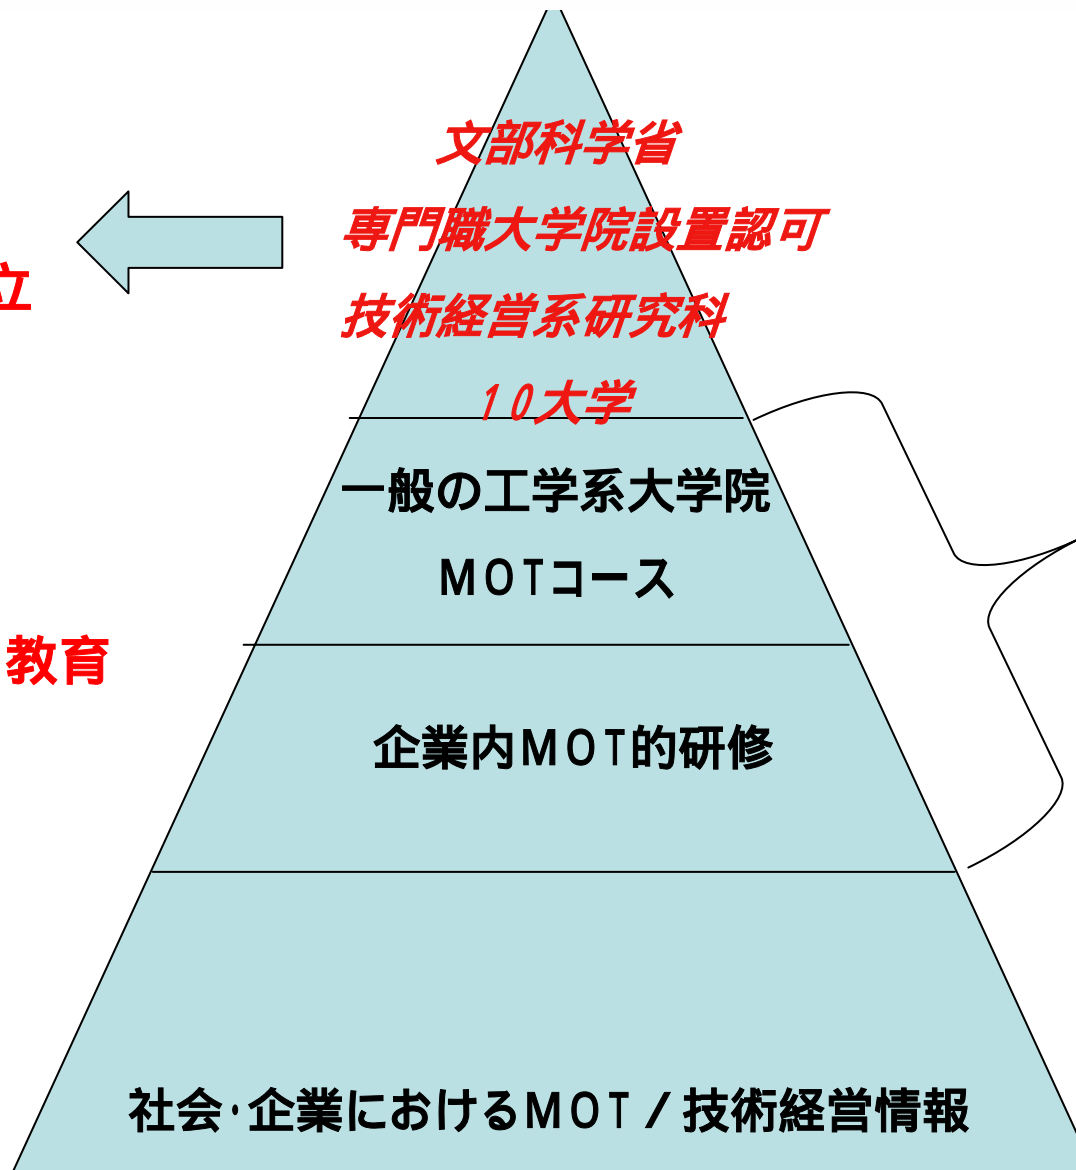 文部科学省
専門職大学院設置認可
立
技術経営系研究科
10大学
一般の工学系大学院
MOTコース
教育
企業内MOT的研修
社会・企業におけるMOT/技術経営情報